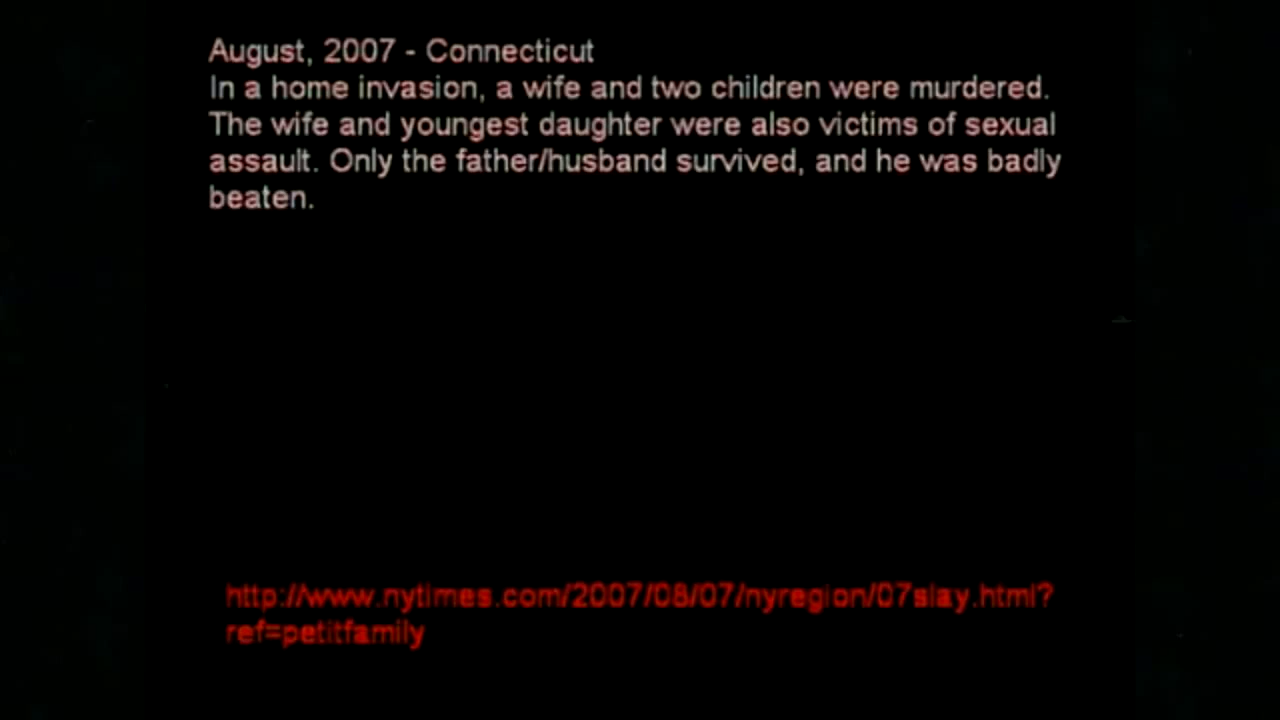 August, 2007 - Connecticut
In a home invasion, a wife and two children were murdered.
The wife and youngest daughter were also victims of sexual
assault. Only the father/husband survived, and he was badly
beaten.
http://www.nytimes.com/2007/08/07/nyregion/07slay.html?
ref=petitfamily